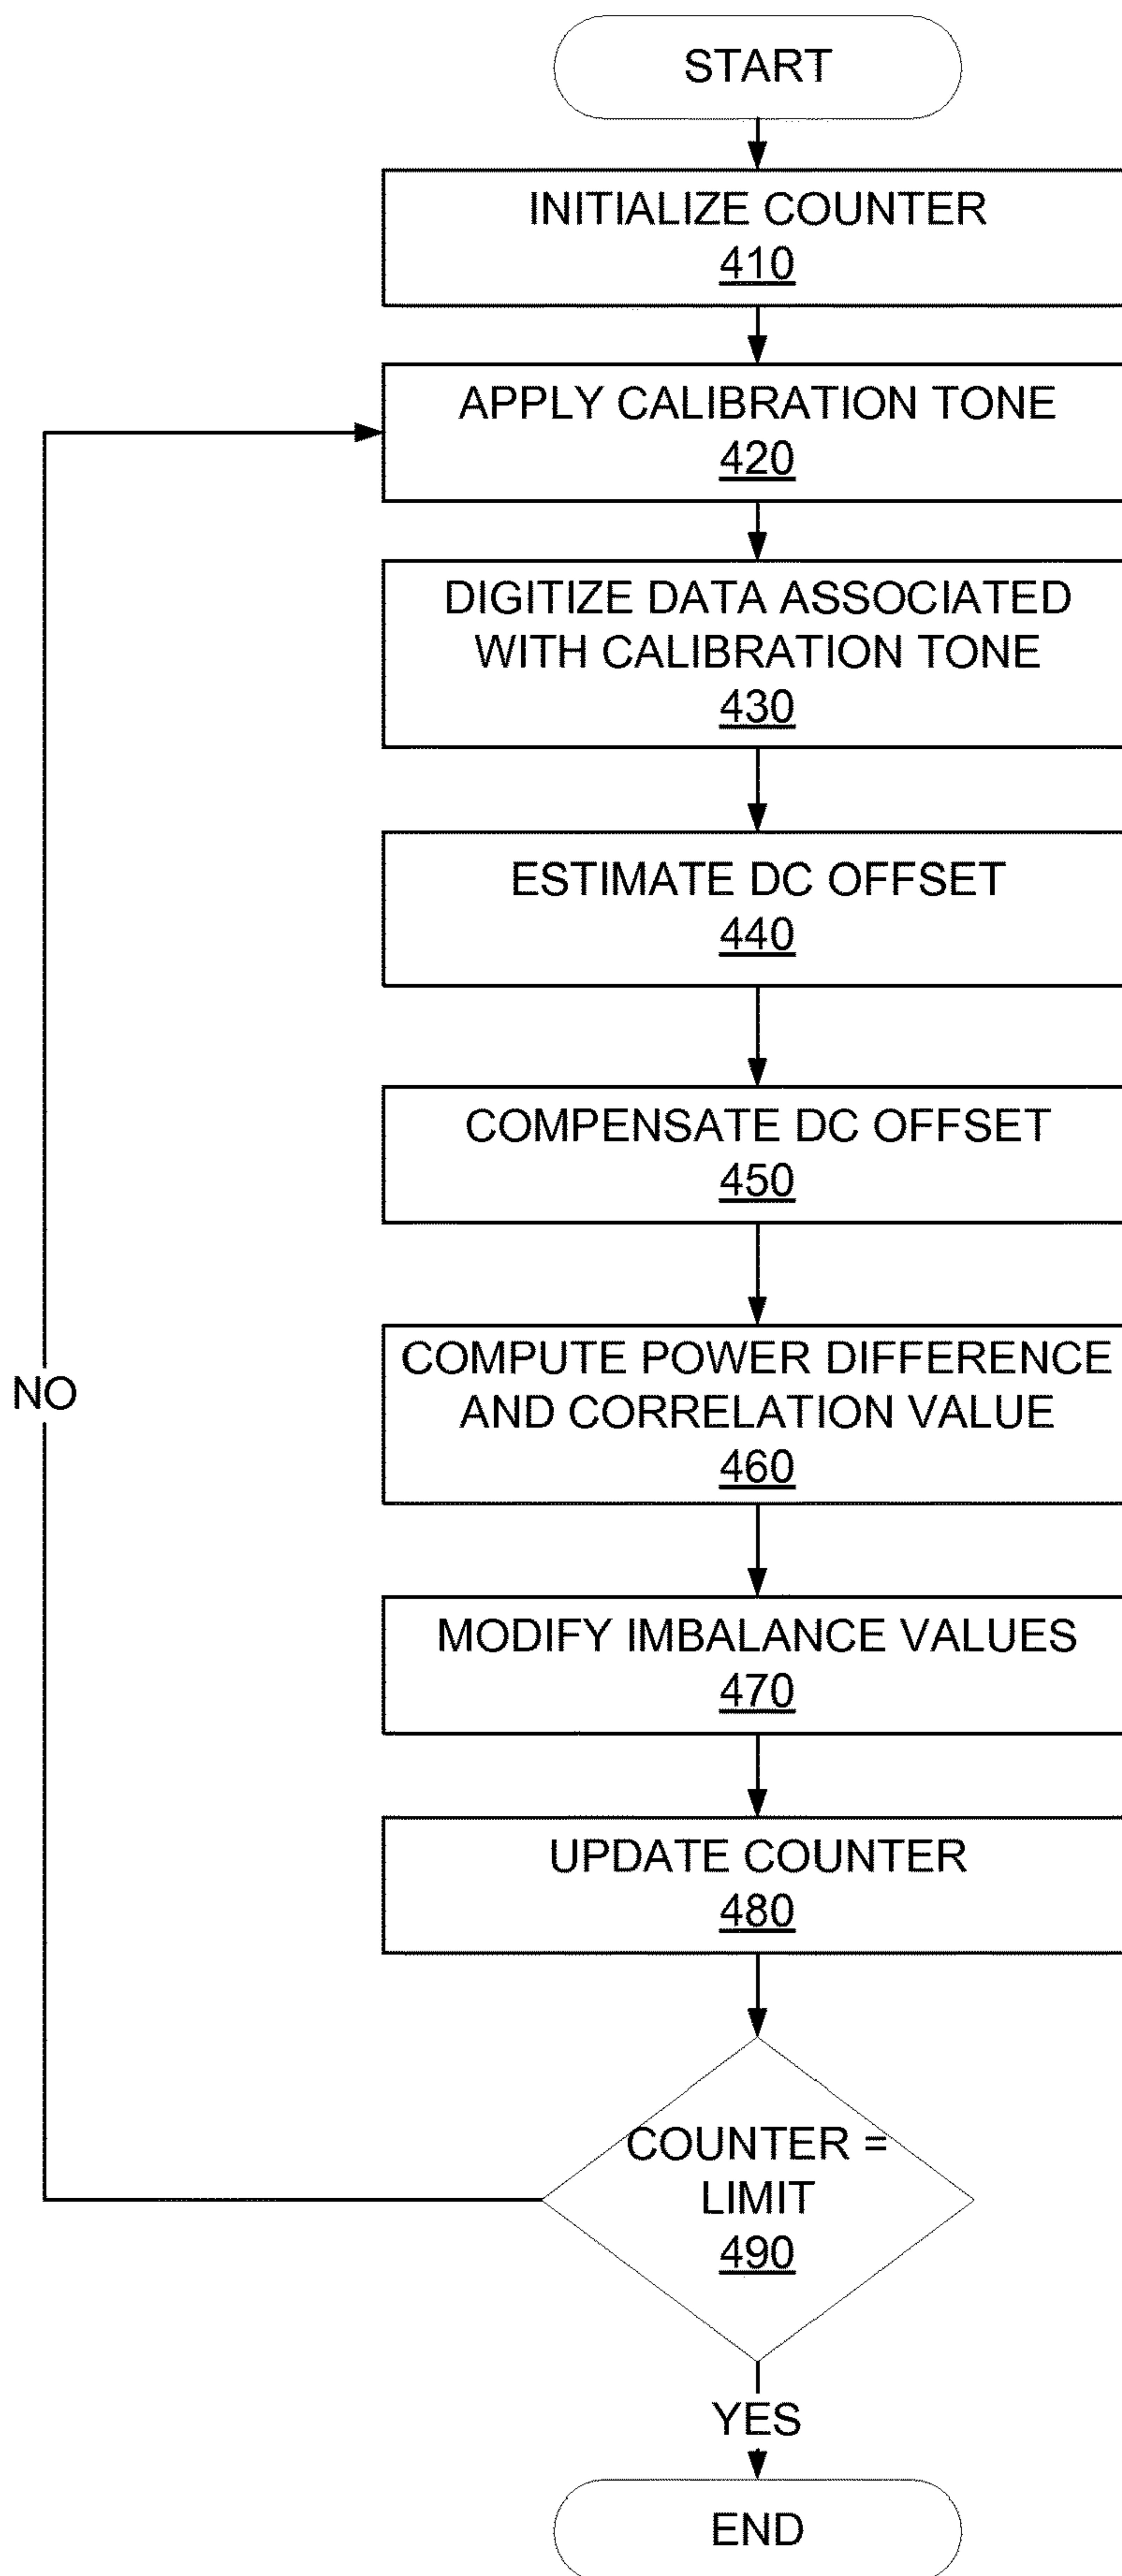 START
INITIALIZE COUNTER
410
APPLY CALIBRATION TONE
420
DIGITIZE DATA ASSOCIATED
WITH CALIBRATION TONE
430
ESTIMATE DC OFFSET
440
COMPENSATE DC OFFSET
450
COMPUTE POWER DIFFERENCE
AND CORRELATION VALUE
460
NO
MODIFY IMBALANCE VALUES
470
UPDATE COUNTER
480
COUNTER =
LIMIT
490
YES
END